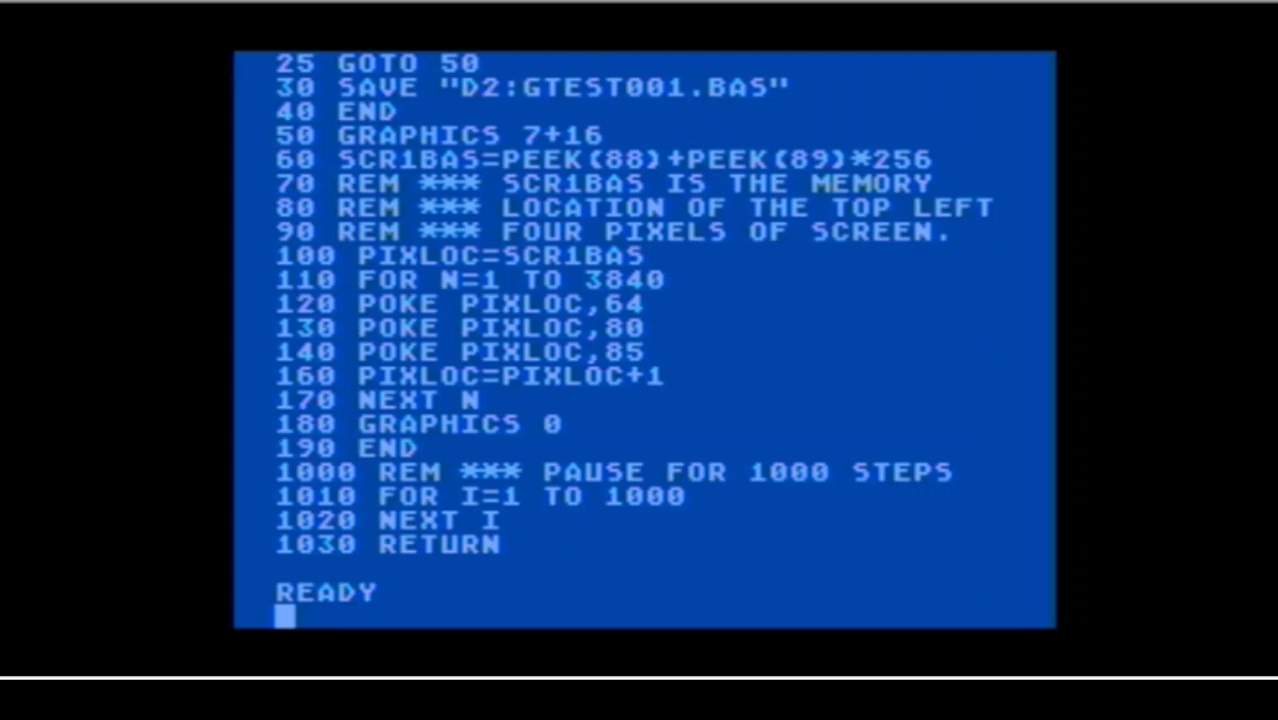 25 GOTO 50
30 SAVE "D2:GTEST001.BAS"
40 END
50 GRAPHICS 7+16
60 SCR1BAS=PEEK(88)+PEEK(89)*256
70 REM *** SCR1BAS IS THE MEMORY
80 REM *** LOCATION OF THE TOP LEFT
90 REM *** FOUR PIXELS OF SCREEN.
100 PIXLOC=SCR1BAS
110 FOR N=1 TO 3840
120 POKE PIXLOC,64
130 POKE PIXLOC,80
140 POKE PIXLOC,85
160 PIXLOC=PIXLOC+1
170 NEXT N
180 GRAPHICS 0
190 END
1000 REM *** PAUSE FOR 1000 STEPS
1010 FOR I=1 TO 1000
1020 NEXT I
1030 RETURN
READY